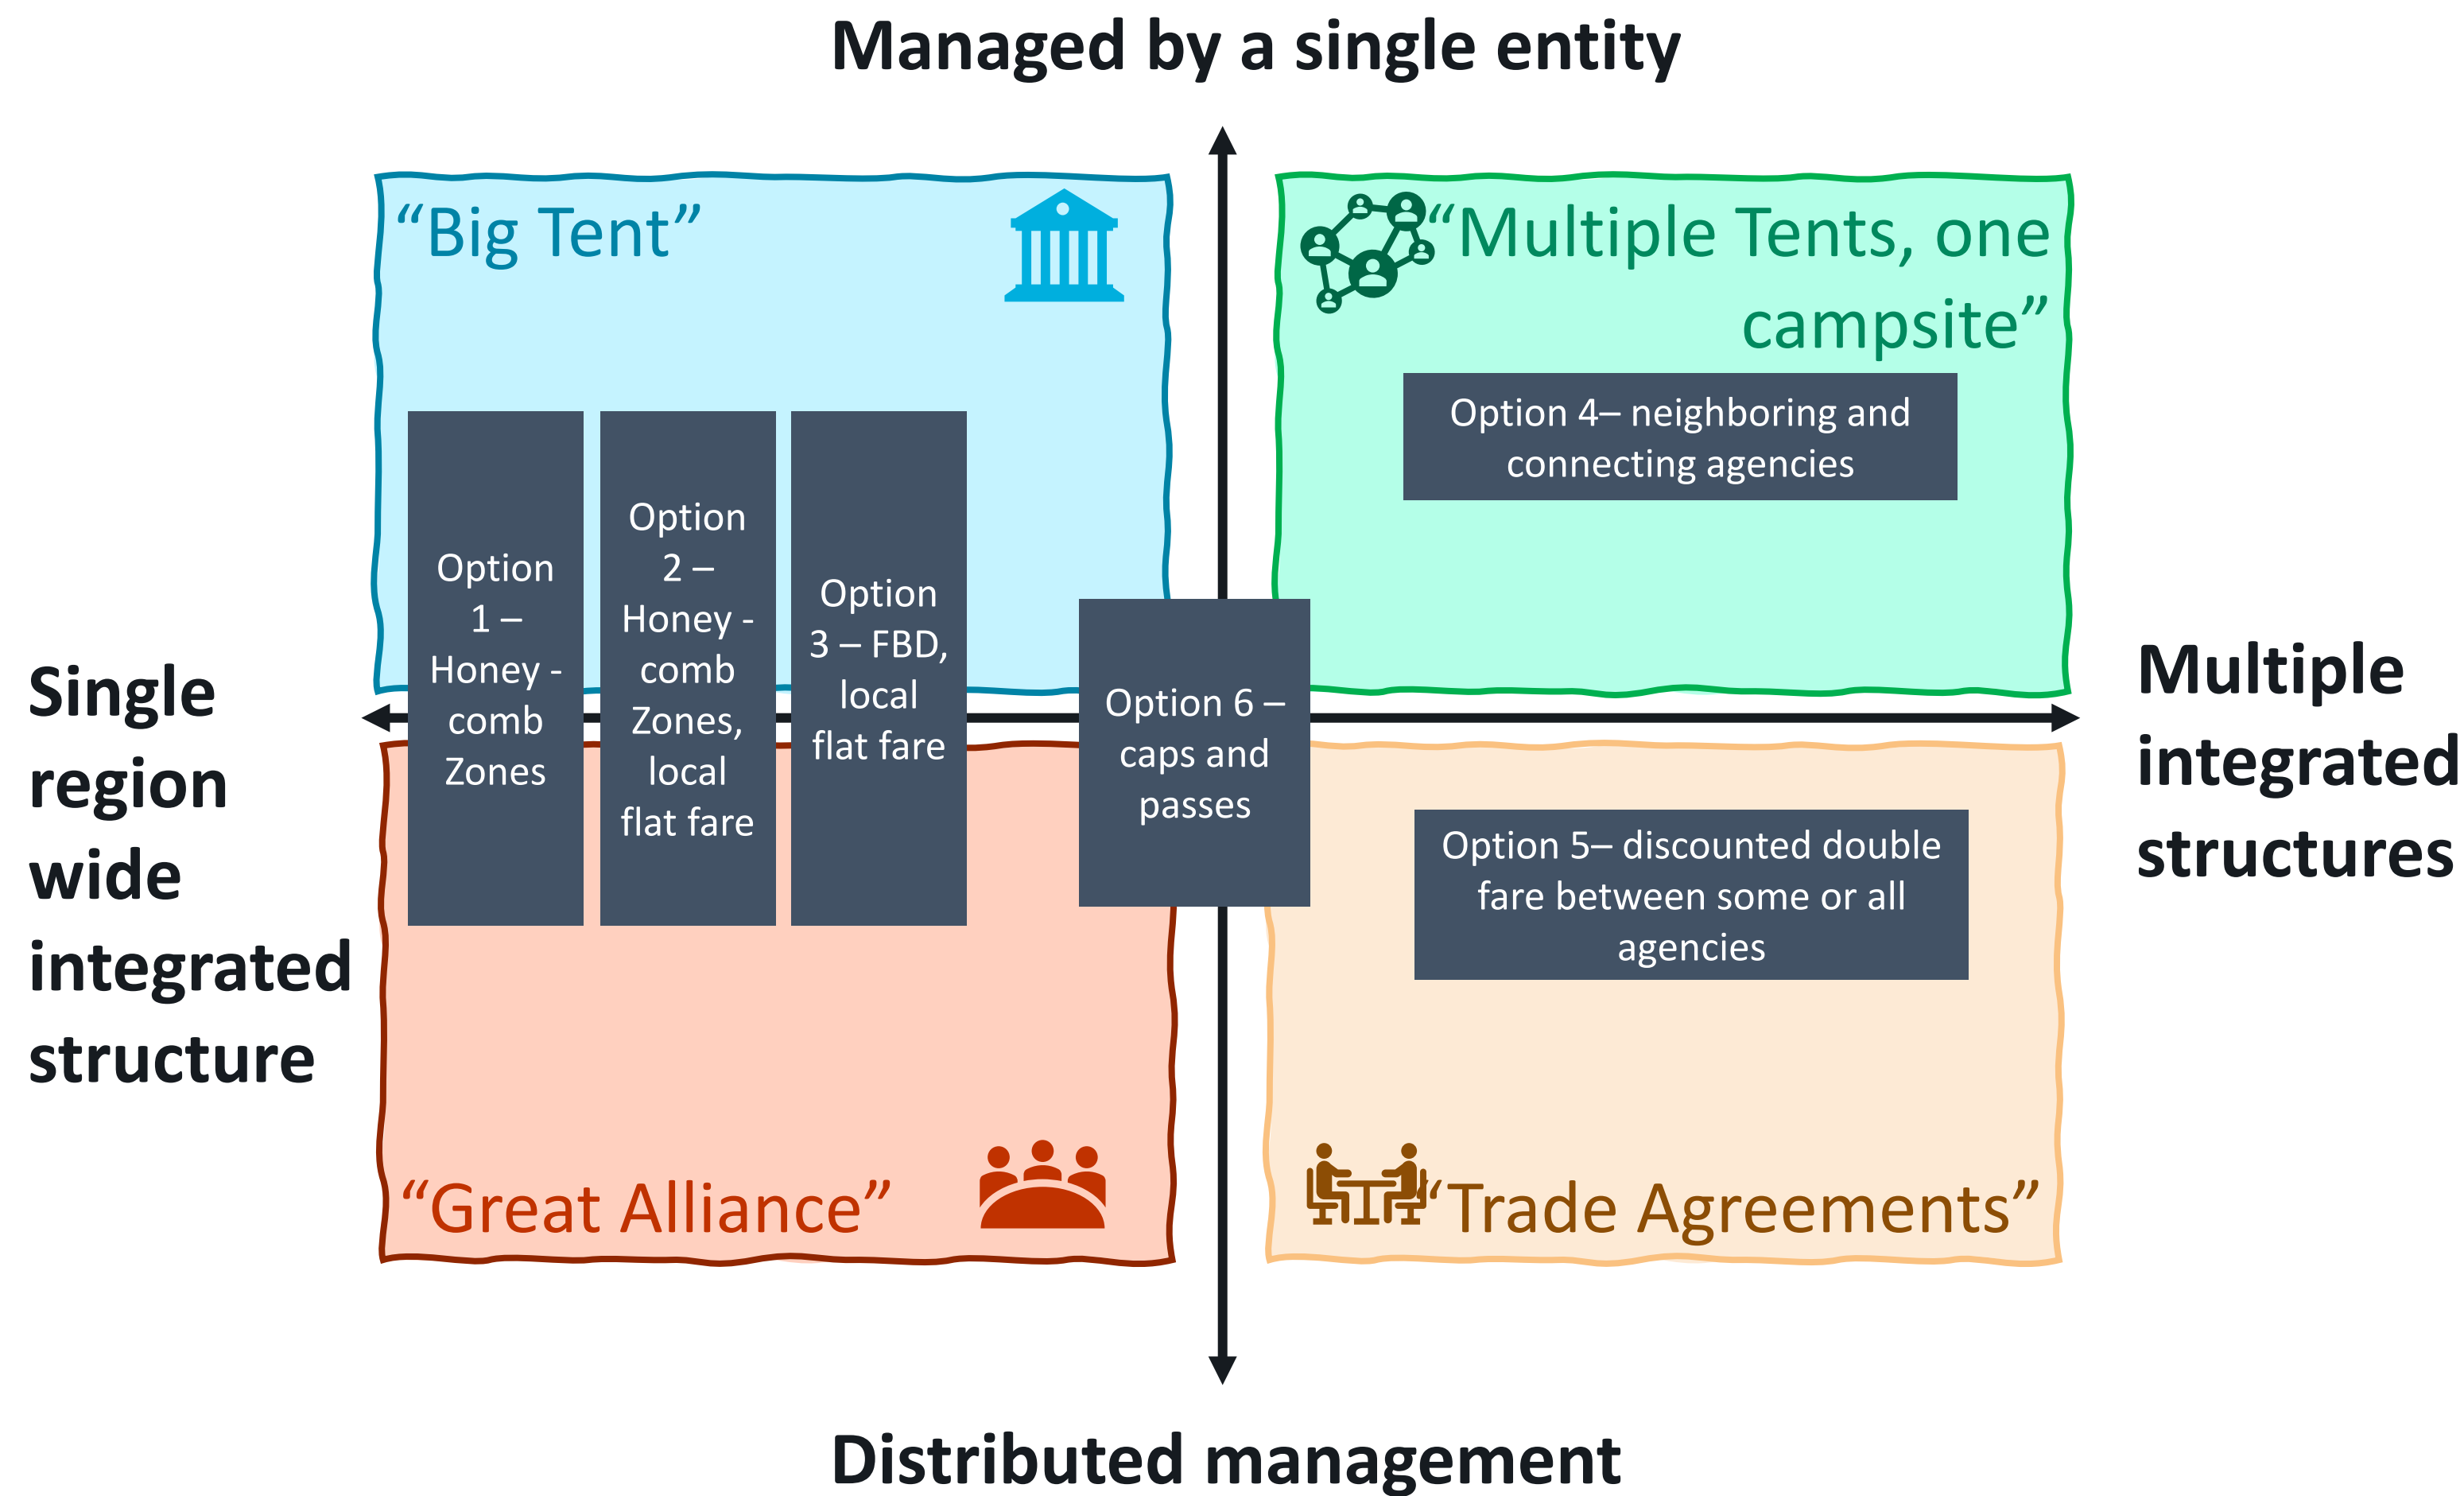 Managed by a single entity
“Big Tent”
“Multiple Tents, one
campsite”
Option 4– neighboring and
connecting agencies
Option
1 –
Honey -
comb
Zones
Option
2 –
Honey -
comb
Zones,
local
flat fare
Option
3 – FBD,
local
flat fare
Option 6 –
caps and
passes
Single
region
wide
integrated
structure
Multiple
integrated
structures
Option 5– discounted double
fare between some or all
agencies
“Great Alliance”
“Trade Agreements”
Distributed management